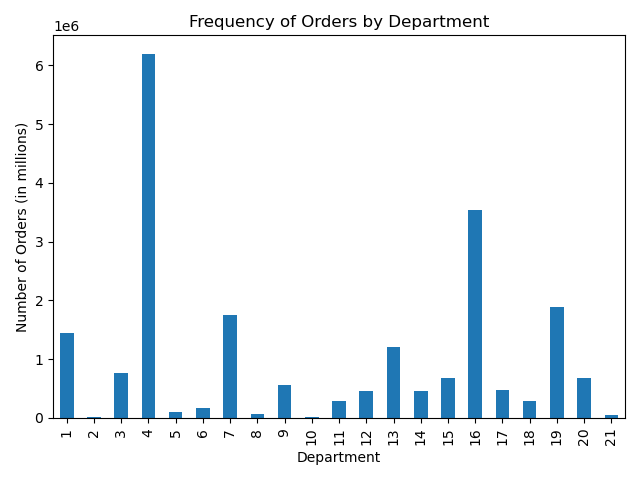 Frequency of Orders by Department
1e6
6
5
4
3
2
1
0
Number of Orders (in millions)
1 2 3 4 5 6 7 8 9 10 11 12 13 14 15 16 17 18 19 20 21
Department